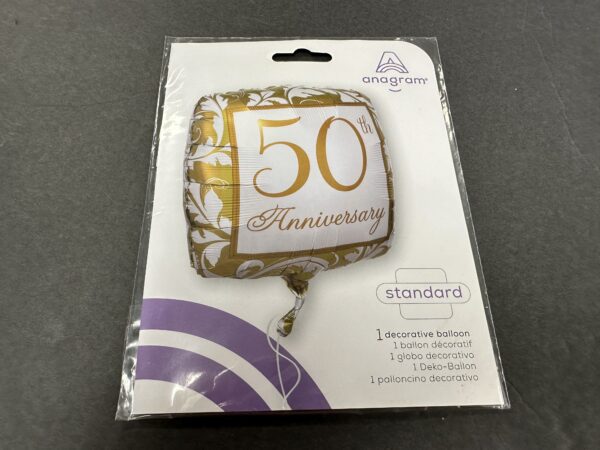 anagram®
50th
Anniversary
standard
1 decorative balloon
1 ballon décoratif
1 globo decorativo
1 Deko-Ballon
1 palloncino decorativo